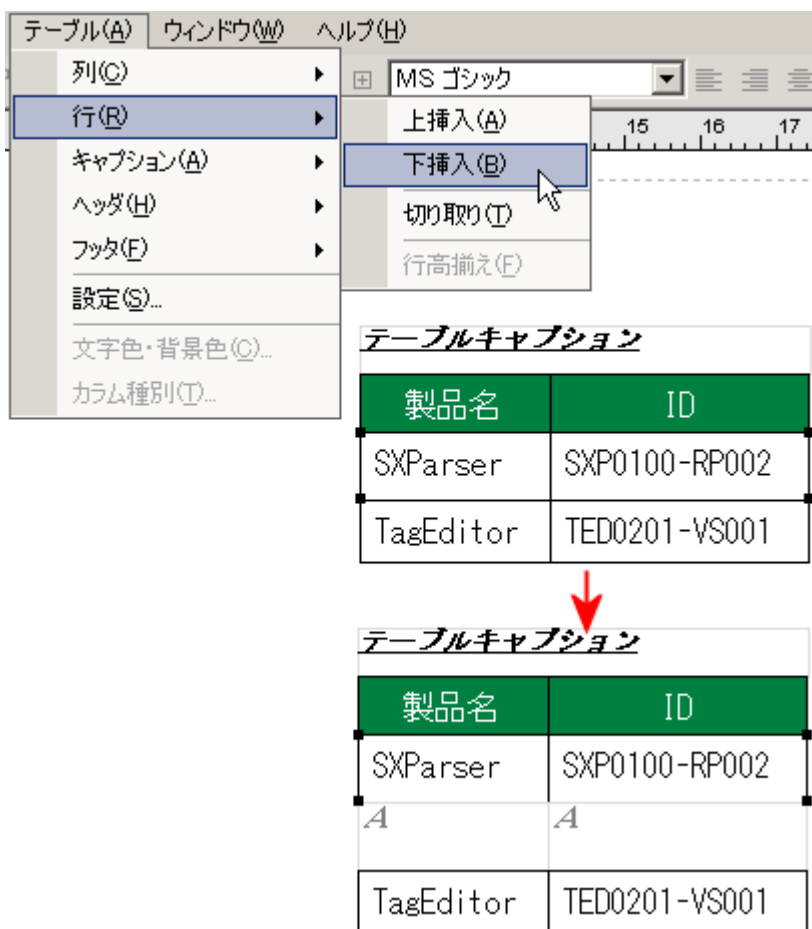 テーブル(A) ウィンドウ(W) ヘルプ(H)
列(C)
MS ゴシック
行(R)
上挿入(A)
15 16 17
キャプション(A)
下挿入(B)
ヘッダ(H)
切り取り(T)
フッタ(F)
行高揃え(F)
設定(S)...
文字色・背景色(C)...
カラム種別(T)...
テーブルキャプション
製品名 ID
SXParser SXP0100-RP002
TagEditor TED0201-VS001
テーブルキャプション
製品名 ID
SXParser SXP0100-RP002
A A
TagEditor TED0201-VS001